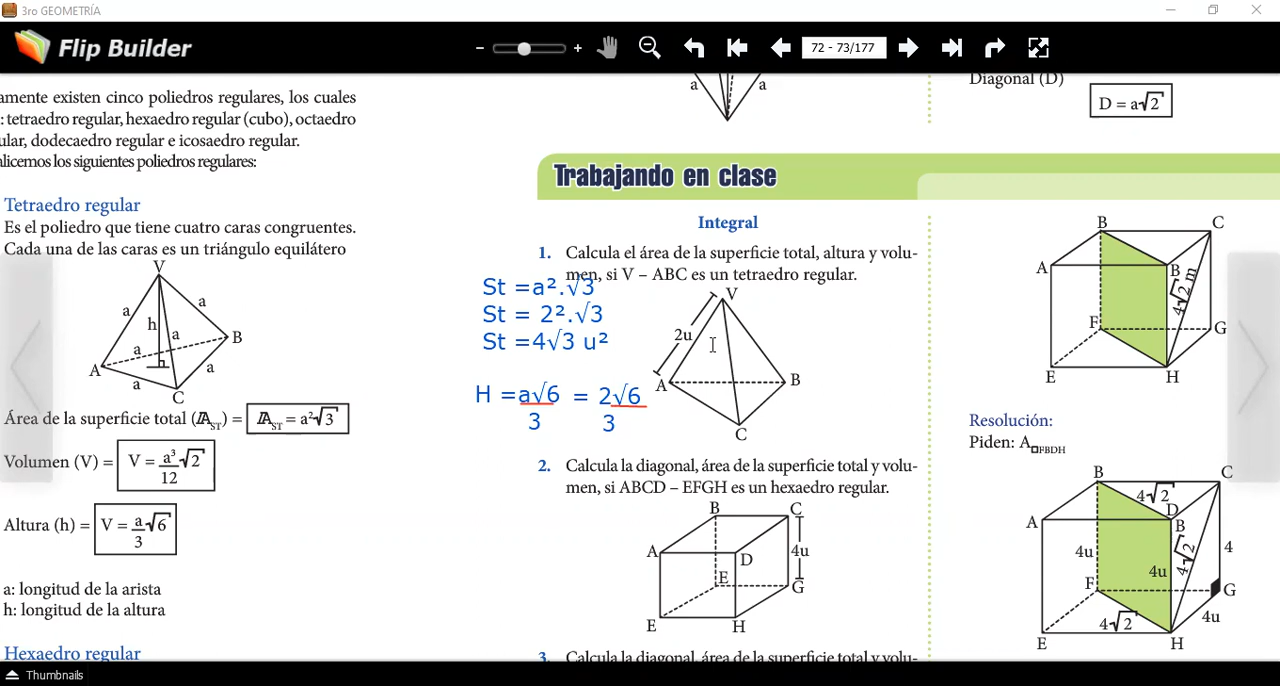 3ro GEOMETRÍA
Flip Builder
72 - 73/177
amente existen cinco poliedros regulares, los cuales
: tetraedro regular, hexaedro regular (cubo), octaedro
ular, dodecaedro regular e icosaedro regular.
alicemos los siguientes poliedros regulares:
Tetraedro regular
Es el poliedro que tiene cuatro caras congruentes.
Cada una de las caras es un triángulo equilátero
V
a
a
h
a
a
B
A
a
a
C
Área de la superficie total (A_ST) = A_ST = a²√3
Volumen (V) = V = a³/12 √2
Altura (h) = V = a/3 √6
a: longitud de la arista
h: longitud de la altura
Hexaedro regular
a
a
Trabajando en clase
Integral
1. Calcula el área de la superficie total, altura y volu-
men, si V – ABC es un tetraedro regular.
St =a².√3
St = 2².√3
St =4√3 u²
H =a√6 = 2√6
3 3
V
2u
A
B
C
2. Calcula la diagonal, área de la superficie total y volu-
men, si ABCD – EFGH es un hexaedro regular.
B
C
A
D
4u
E
G
E
H
3. Calcula la diagonal, área de la superficie total y volu-
Diagonal (D)
D = a√2
B
C
A
B
4√2 m
F
G
E
H
Resolución:
Piden: A□FBDH
B
C
4√2
A
D
B
4u
4√2
4
4u
F
G
4√2
4u
E
H
Thumbnails